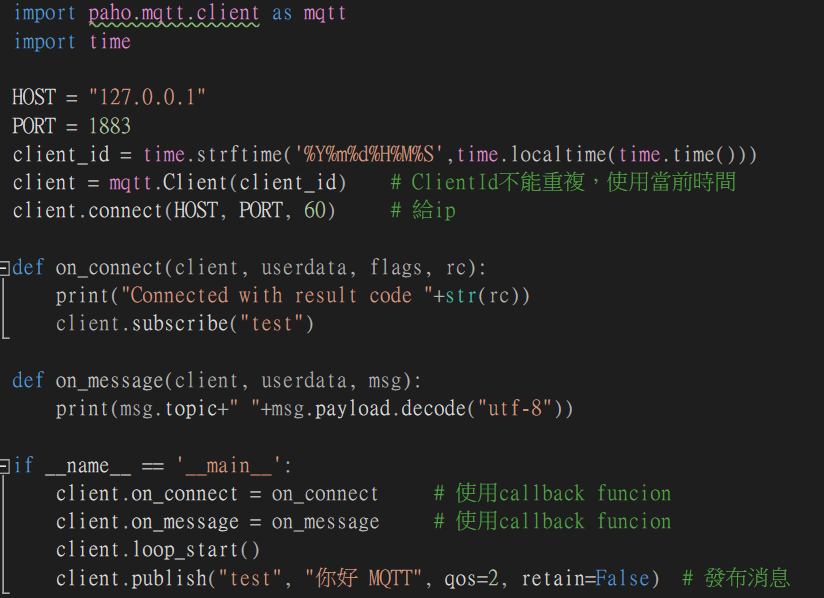 import paho.mqtt.client as mqtt
import time
HOST = "127.0.0.1"
PORT = 1883
client_id = time.strftime('%Y%m%d%H%M%S',time.localtime(time.time()))
client = mqtt.Client(client_id)    # ClientId不能重複，使用當前時間
client.connect(HOST, PORT, 60)     # 給ip
def on_connect(client, userdata, flags, rc):
    print("Connected with result code "+str(rc))
    client.subscribe("test")
def on_message(client, userdata, msg):
    print(msg.topic+" "+msg.payload.decode("utf-8"))
if __name__ == '__main__':
    client.on_connect = on_connect     # 使用callback funcion
    client.on_message = on_message     # 使用callback funcion
    client.loop_start()
    client.publish("test", "你好 MQTT", qos=2, retain=False)  # 發布消息